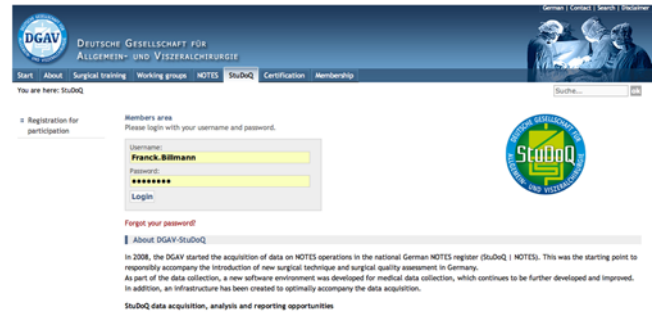 German | Contact | Search | Disclaimer
DGAV
DEUTSCHE GESELLSCHAFT FÜR
ALLGEMEIN- UND VISZERALCHIRURGIE
Start About Surgical training Working groups NOTES StuDoQ Certification Membership
You are here: StuDoQ
Suche... ok
Registration for
participation
Members area
Please login with your username and password.
Username:
Franck.Billmann
Password:
••••••••
Login
DEUTSCHE GESELLSCHAFT FÜR
StuDoQ
ALLGEMEIN- UND VISZERALCHIRURGIE
Forgot your password?
About DGAV-StuDoQ
In 2008, the DGAV started the acquisition of data on NOTES operations in the national German NOTES register (StuDoQ | NOTES). This was the starting point to
responsibly accompany the introduction of new surgical technique and surgical quality assessment in Germany.
As part of the data collection, a new software environment was developed for medical data collection, which continues to be further developed and improved.
In addition, an infrastructure has been created to optimally accompany the data acquisition.
StuDoQ data acquisition, analysis and reporting opportunities